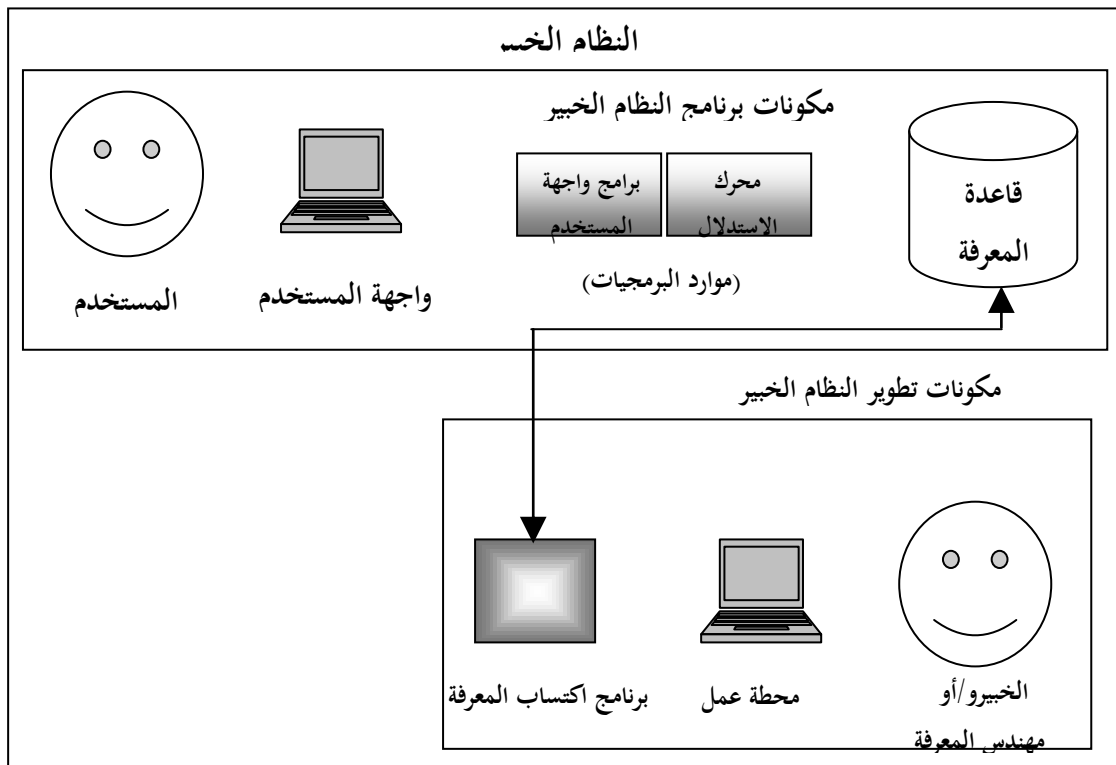 النظام الخبير
مكونات برنامج النظام الخبير
قاعدة
المعرفة
محرك
الاستدلال
برامج واجهة
المستخدم
(موارد البرمجيات)
واجهة المستخدم
المستخدم
مكونات تطوير النظام الخبير
الخبيرو/أو
مهندس المعرفة
محطة عمل
برنامج اكتساب المعرفة